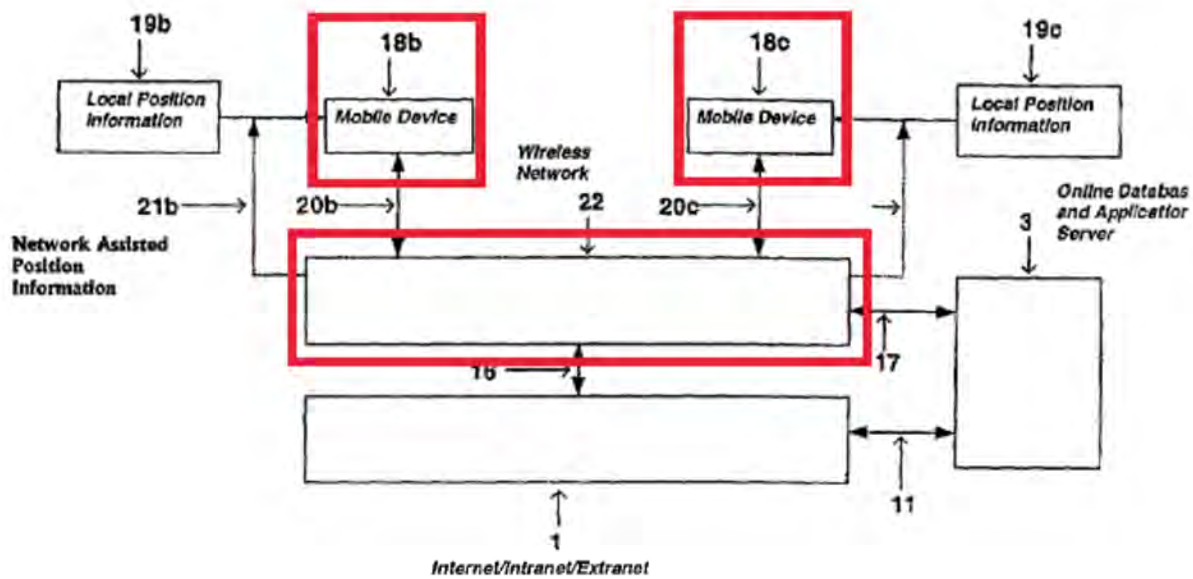 19b
18b
18c
19c
Local Position
Information
Mobile Device
Mobile Device
Local Position
Information
Wireless
Network
21b
20b
22
20c
Online Databas
and Applicatior
Server
3
Network Assisted
Position
Information
17
16
11
1
Internet/Intranet/Extranet